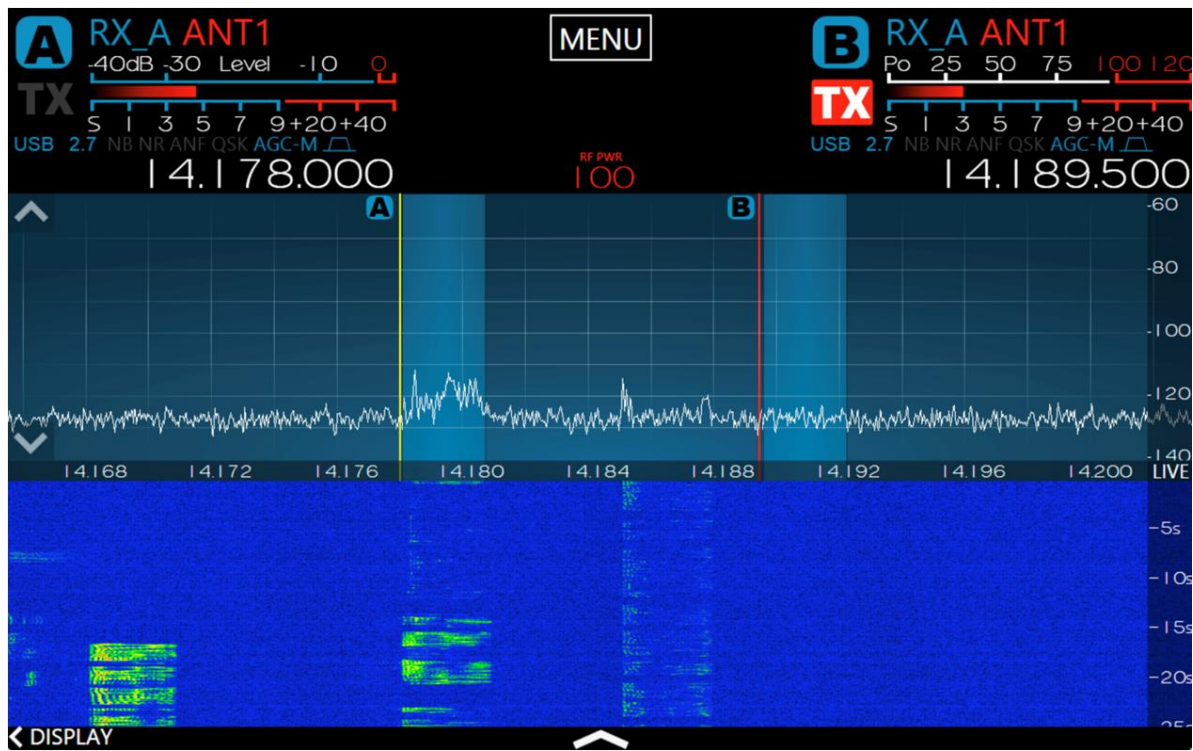 A RX_A ANT1
-40dB -30 Level -10 0
TX
S 1 3 5 7 9+20+40
USB 2.7 NB NR ANF QSK AGC-M
14.178.000
MENU
RF PWR
100
B RX_A ANT1
Po 25 50 75 100 120
TX
S 1 3 5 7 9+20+40
USB 2.7 NB NR ANF QSK AGC-M
14.189.500
A B
-60
-80
-100
-120
-140
14.168 14.172 14.176 14.180 14.184 14.188 14.192 14.196 14.200 LIVE
-5s
-10s
-15s
-20s
-25s
< DISPLAY